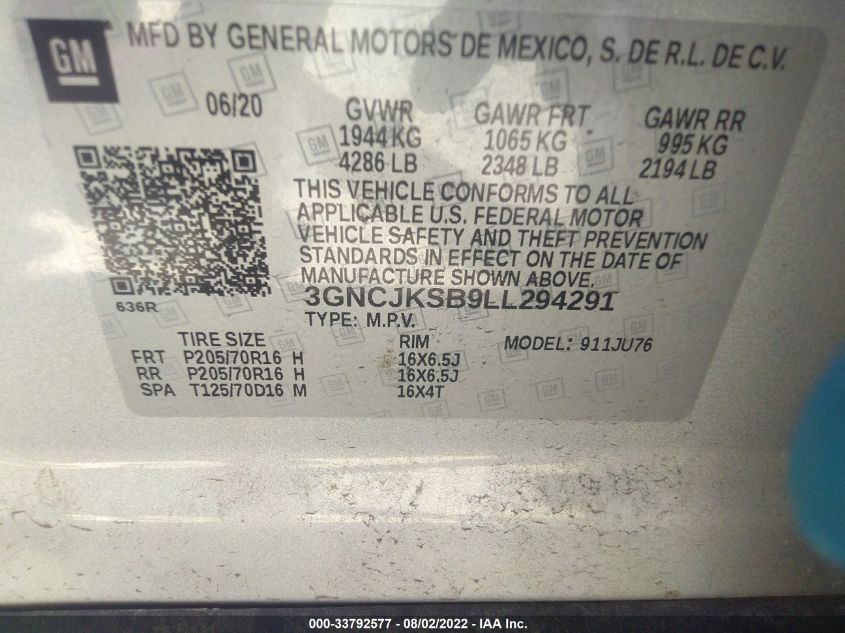 GM
MFD BY GENERAL MOTORS DE MEXICO, S. DE R.L. DE C.V.
06/20 GVWR GAWR FRT GAWR RR
1944 KG 1065 KG 995 KG
4286 LB 2348 LB 2194 LB
THIS VEHICLE CONFORMS TO ALL
APPLICABLE U.S. FEDERAL MOTOR
VEHICLE SAFETY AND THEFT PREVENTION
STANDARDS IN EFFECT ON THE DATE OF
MANUFACTURE SHOWN ABOVE.
636R
3GNCJKSB9LL294291
TYPE: M.P.V.
TIRE SIZE RIM MODEL: 911JU76
FRT P205/70R16 H 16X6.5J
RR P205/70R16 H 16X6.5J
SPA T125/70D16 M 16X4T
000-33792577 - 08/02/2022 - IAA Inc.